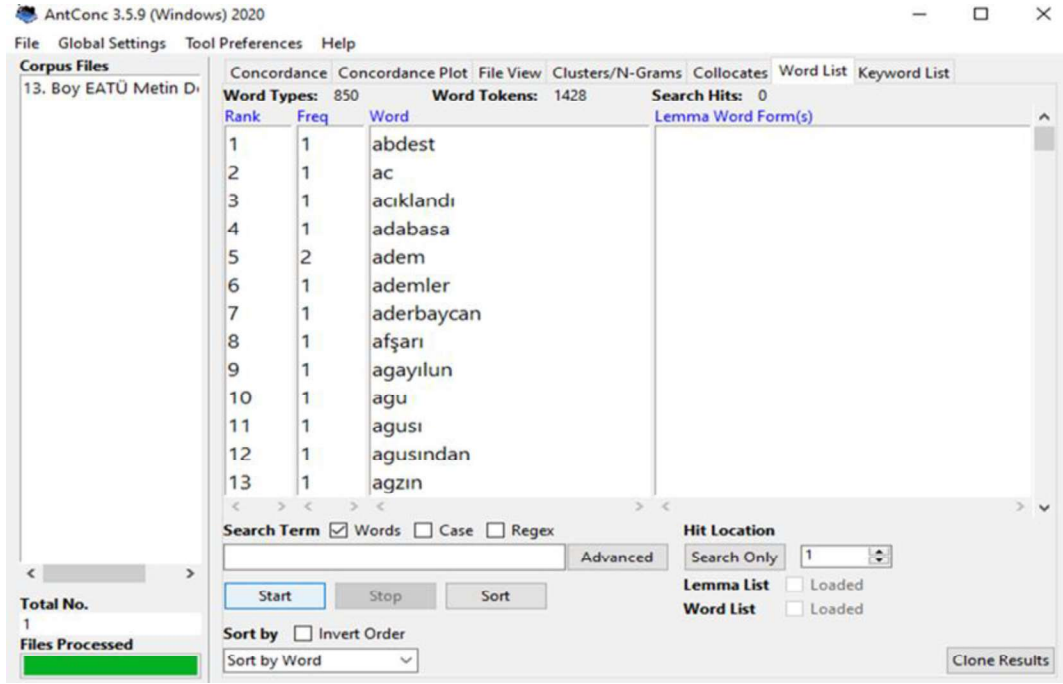 AntConc 3.5.9 (Windows) 2020
File Global Settings Tool Preferences Help
Corpus Files
13. Boy EATÜ Metin
Concordance Concordance Plot File View Clusters/N-Grams Collocates Word List Keyword List
Word Types: 850 Word Tokens: 1428 Search Hits: 0
Rank Freq Word Lemma Word Form(s)
1 1 abdest
2 1 ac
3 1 acıklandı
4 1 adabasa
5 2 adem
6 1 ademler
7 1 aderbaycan
8 1 afşarı
9 1 agayılun
10 1 agu
11 1 agusı
12 1 agusından
13 1 agzın
Search Term Words Case Regex Hit Location
Advanced Search Only 1
Start Stop Sort Lemma List Loaded
Word List Loaded
Total No.
1
Files Processed
Sort by Invert Order
Sort by Word
Clone Results